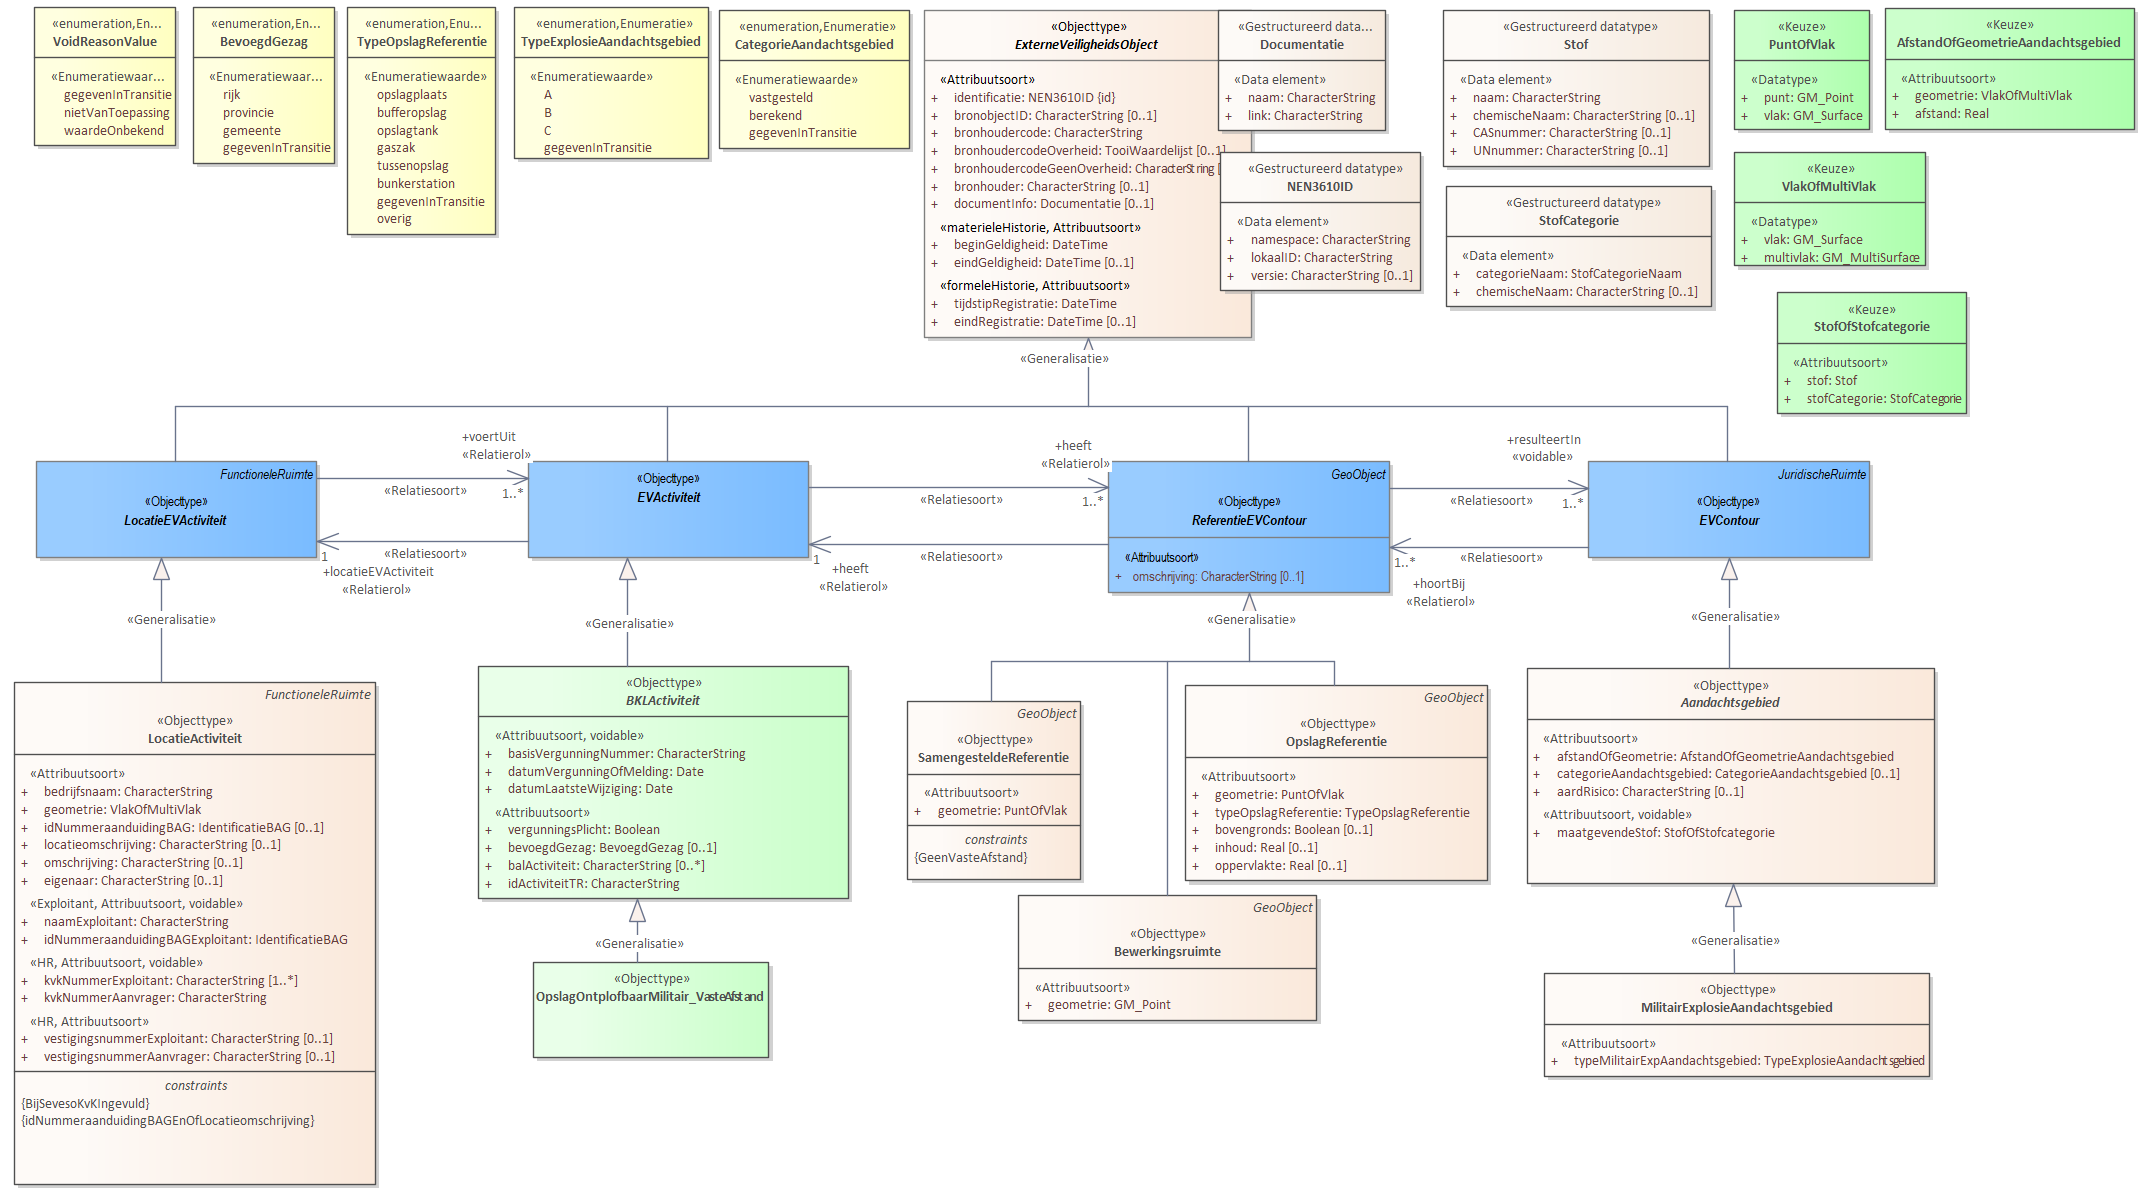 «enumeration,En...
VoidReasonValue
«Enumeratiewaar...
gegevenInTransitie
nietVanToepassing
waardeOnbekend
«enumeration,En...
BevoegdGezag
«Enumeratiewaar...
rijk
provincie
gemeente
gegevenInTransitie
«enumeration,Enu...
TypeOpslagReferentie
«Enumeratiewaarde»
opslagplaats
bufferopslag
opslagtank
gaszak
tussenopslag
bunkerstation
gegevenInTransitie
overig
«enumeration,Enumeratie»
TypeExplosieAandachtsgebied
«Enumeratiewaarde»
A
B
C
gegevenInTransitie
«enumeration,Enumeratie»
CategorieAandachtsgebied
«Enumeratiewaarde»
vastgesteld
berekend
gegevenInTransitie
«Objecttype»
ExterneVeiligheidsObject
«Attribuutsoort»
+ identificatie: NEN3610ID {id}
+ bronobjectID: CharacterString [0..1]
+ bronhoudercode: CharacterString
+ bronhoudercodeOverheid: TooiWaardelijst [0..1]
+ bronhoudercodeGeenOverheid: CharacterString [
+ bronhouder: CharacterString [0..1]
+ documentInfo: Documentatie [0..1]
«materieleHistorie, Attribuutsoort»
+ beginGeldigheid: DateTime
+ eindGeldigheid: DateTime [0..1]
«formeleHistorie, Attribuutsoort»
+ tijdstipRegistratie: DateTime
+ eindRegistratie: DateTime [0..1]
«Gestructureerd data...
Documentatie
«Data element»
+ naam: CharacterString
+ link: CharacterString
«Gestructureerd datatype»
NEN3610ID
«Data element»
+ namespace: CharacterString
+ lokaalID: CharacterString
+ versie: CharacterString [0..1]
«Gestructureerd datatype»
Stof
«Data element»
+ naam: CharacterString
+ chemischeNaam: CharacterString [0..1]
+ CASnummer: CharacterString [0..1]
+ UNnummer: CharacterString [0..1]
«Gestructureerd datatype»
StofCategorie
«Data element»
+ categorieNaam: StofCategorieNaam
+ chemischeNaam: CharacterString [0..1]
«Keuze»
PuntOfVlak
«Datatype»
+ punt: GM_Point
+ vlak: GM_Surface
«Keuze»
AfstandOfGeometrieAandachtsgebied
«Attribuutsoort»
+ geometrie: VlakOfMultiVlak
+ afstand: Real
«Keuze»
VlakOfMultiVlak
«Datatype»
+ vlak: GM_Surface
+ multivlak: GM_MultiSurface
«Keuze»
StofOfStofcategorie
«Attribuutsoort»
+ stof: Stof
+ stofCategorie: StofCategorie
«Generalisatie»
FunctioneleRuimte
«Objecttype»
LocatieEVActiviteit
+voertUit
«Relatierol»
«Relatiesoort»
1..*
«Relatiesoort»
1
+locatieEVActiviteit
«Relatierol»
«Objecttype»
EVActiviteit
+heeft
«Relatierol»
«Relatiesoort»
1..*
«Relatiesoort»
1
+heeft
«Relatierol»
GeoObject
«Objecttype»
ReferentieEVContour
«Attribuutsoort»
+ omschrijving: CharacterString [0..1]
+resulteertIn
«voidable»
«Relatiesoort»
1..*
«Relatiesoort»
1..*
+hoortBij
«Relatierol»
JuridischeRuimte
«Objecttype»
EVContour
«Generalisatie»
«Generalisatie»
«Generalisatie»
«Generalisatie»
FunctioneleRuimte
«Objecttype»
LocatieActiviteit
«Attribuutsoort»
+ bedrijfsnaam: CharacterString
+ geometrie: VlakOfMultiVlak
+ idNummeraanduidingBAG: IdentificatieBAG [0..1]
+ locatieomschrijving: CharacterString [0..1]
+ omschrijving: CharacterString [0..1]
+ eigenaar: CharacterString [0..1]
«Exploitant, Attribuutsoort, voidable»
+ naamExploitant: CharacterString
+ idNummeraanduidingBAGExploitant: IdentificatieBAG
«HR, Attribuutsoort, voidable»
+ kvkNummerExploitant: CharacterString [1..*]
+ kvkNummerAanvrager: CharacterString
«HR, Attribuutsoort»
+ vestigingsnummerExploitant: CharacterString [0..1]
+ vestigingsnummerAanvrager: CharacterString [0..1]
constraints
{BijSevesoKvKIngevuld}
{idNummeraanduidingBAGEnOfLocatieomschrijving}
«Objecttype»
BKLActiviteit
«Attribuutsoort, voidable»
+ basisVergunningNummer: CharacterString
+ datumVergunningOfMelding: Date
+ datumLaatsteWijziging: Date
«Attribuutsoort»
+ vergunningsPlicht: Boolean
+ bevoegdGezag: BevoegdGezag [0..1]
+ balActiviteit: CharacterString [0..*]
+ idActiviteitTR: CharacterString
«Generalisatie»
«Objecttype»
OpslagOntplofbaarMilitair_VasteAfstand
GeoObject
«Objecttype»
SamengesteldeReferentie
«Attribuutsoort»
+ geometrie: PuntOfVlak
constraints
{GeenVasteAfstand}
GeoObject
«Objecttype»
OpslagReferentie
«Attribuutsoort»
+ geometrie: PuntOfVlak
+ typeOpslagReferentie: TypeOpslagReferentie
+ bovengronds: Boolean [0..1]
+ inhoud: Real [0..1]
+ oppervlakte: Real [0..1]
GeoObject
«Objecttype»
Bewerkingsruimte
«Attribuutsoort»
+ geometrie: GM_Point
«Objecttype»
Aandachtsgebied
«Attribuutsoort»
+ afstandOfGeometrie: AfstandOfGeometrieAandachtsgebied
+ categorieAandachtsgebied: CategorieAandachtsgebied [0..1]
+ aardRisico: CharacterString [0..1]
«Attribuutsoort, voidable»
+ maatgevendeStof: StofOfStofcategorie
«Generalisatie»
«Objecttype»
MilitairExplosieAandachtsgebied
«Attribuutsoort»
+ typeMilitairExpAandachtsgebied: TypeExplosieAandachtsgebied